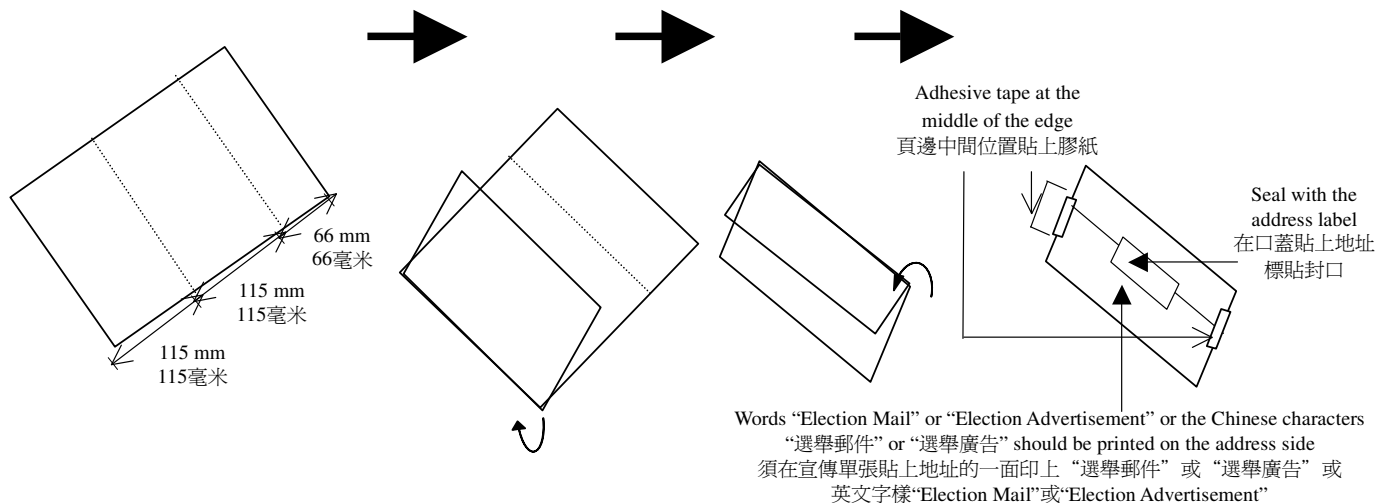 66 mm
66毫米
115 mm
115毫米
115 mm
115毫米
Adhesive tape at the
middle of the edge
頁邊中間位置貼上膠紙
Seal with the
address label
在口蓋貼上地址
標貼封口
Words “Election Mail” or “Election Advertisement” or the Chinese characters
“選舉郵件” or “選舉廣告” should be printed on the address side
須在宣傳單張貼上地址的一面印上“選舉郵件”或“選舉廣告”或
英文字樣“Election Mail”或“Election Advertisement”